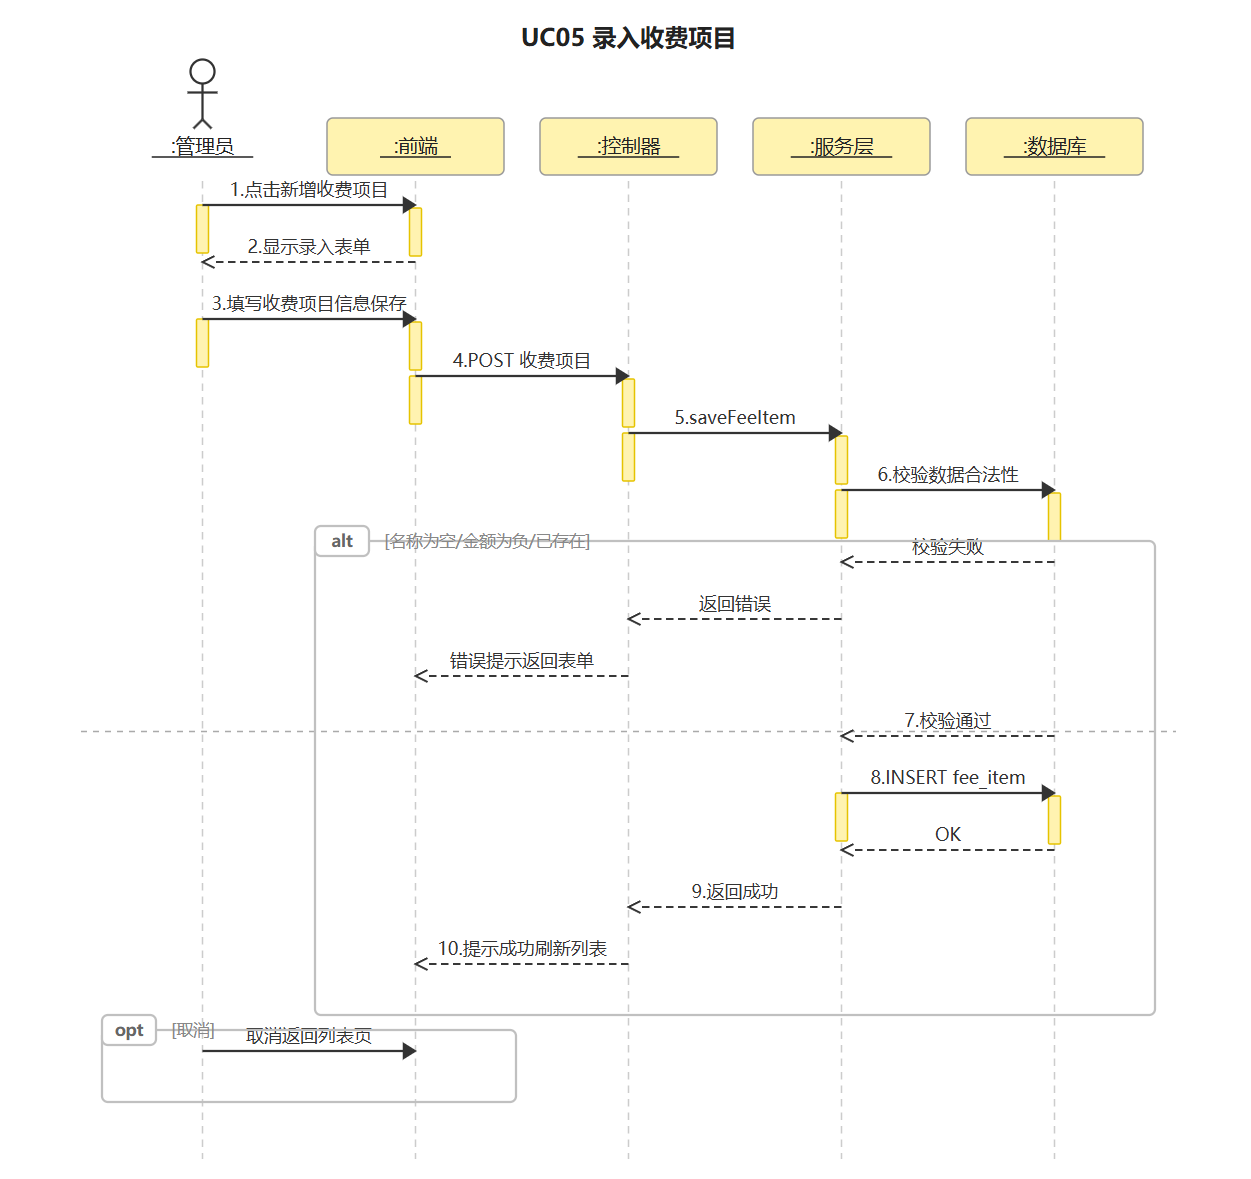 UC05 录入收费项目
:管理员
:前端
:控制器
:服务层
:数据库
1.点击新增收费项目
2.显示录入表单
3.填写收费项目信息保存
4.POST 收费项目
5.saveFeeItem
6.校验数据合法性
alt
[名称为空/金额为负/已存在]
校验失败
返回错误
错误提示返回表单
7.校验通过
8.INSERT fee_item
OK
9.返回成功
10.提示成功刷新列表
opt
[取消]
取消返回列表页